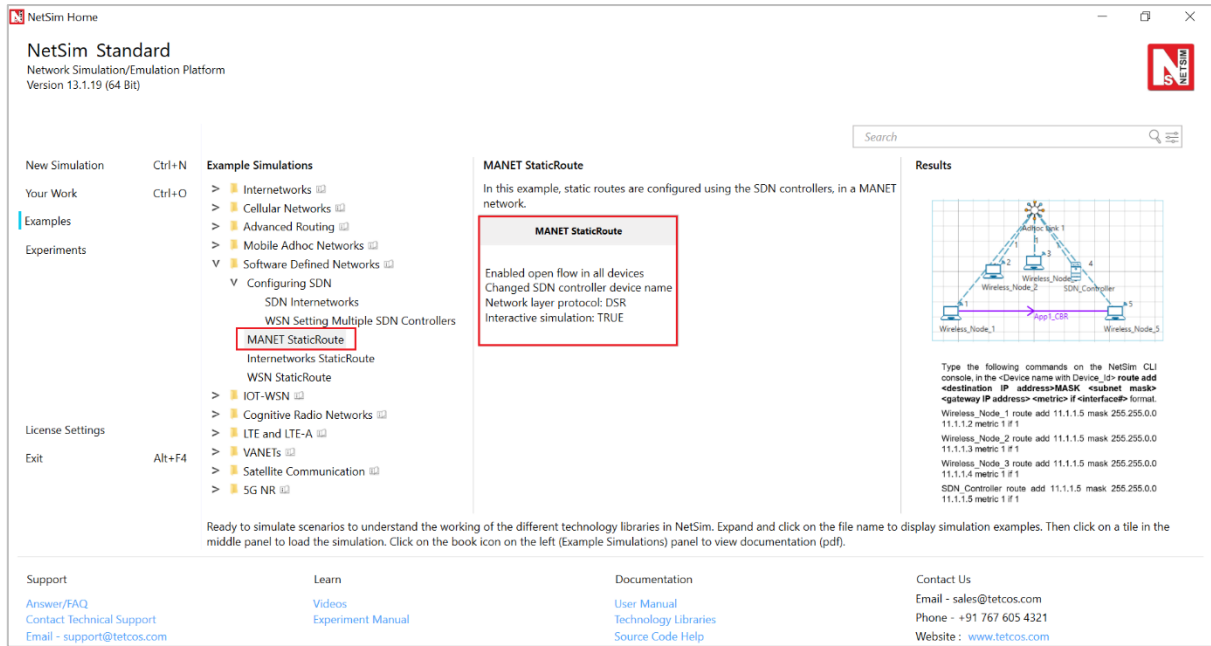 NetSim Home
NetSim Standard
Network Simulation/Emulation Platform
Version 13.1.19 (64 Bit)
NETSIM
Search
New Simulation Ctrl+N
Your Work Ctrl+O
Examples
Experiments
License Settings
Exit Alt+F4
Example Simulations
> Internetworks
> Cellular Networks
> Advanced Routing
> Mobile Adhoc Networks
V Software Defined Networks
V Configuring SDN
SDN Internetworks
WSN Setting Multiple SDN Controllers
MANET StaticRoute
Internetworks StaticRoute
WSN StaticRoute
> IOT-WSN
> Cognitive Radio Networks
> LTE and LTE-A
> VANETs
> Satellite Communication
> 5G NR
MANET StaticRoute
In this example, static routes are configured using the SDN controllers, in a MANET
network.
MANET StaticRoute
Enabled open flow in all devices
Changed SDN controller device name
Network layer protocol: DSR
Interactive simulation: TRUE
Results
Adhoc link 1
Wireless_Node_3
Wireless_Node_2
SDN_Controller
App1_CBR
Wireless_Node_1
Wireless_Node_5
Type the following commands on the NetSim CLI
console, in the <Device name with Device_Id> route add
<destination IP address>MASK <subnet mask>
<gateway IP address> <metric> if <interface#> format.
Wireless_Node_1 route add 11.1.1.5 mask 255.255.0.0
11.1.1.2 metric 1 if 1
Wireless_Node_2 route add 11.1.1.5 mask 255.255.0.0
11.1.1.3 metric 1 if 1
Wireless_Node_3 route add 11.1.1.5 mask 255.255.0.0
11.1.1.4 metric 1 if 1
SDN_Controller route add 11.1.1.5 mask 255.255.0.0
11.1.1.5 metric 1 if 1
Ready to simulate scenarios to understand the working of the different technology libraries in NetSim. Expand and click on the file name to display simulation examples. Then click on a tile in the
middle panel to load the simulation. Click on the book icon on the left (Example Simulations) panel to view documentation (pdf).
Support
Answer/FAQ
Contact Technical Support
Email - support@tetcos.com
Learn
Videos
Experiment Manual
Documentation
User Manual
Technology Libraries
Source Code Help
Contact Us
Email - sales@tetcos.com
Phone - +91 767 605 4321
Website : www.tetcos.com